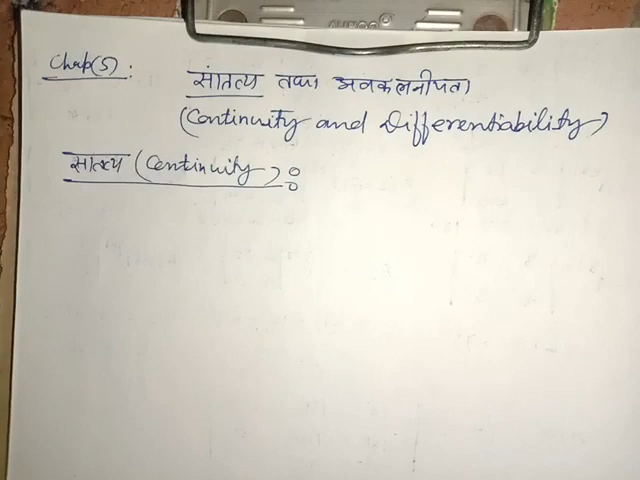 Chap(5): सांतत्य तथा अवकलनीयता
(Continuity and Differentiability)
सातत्य (Continuity):